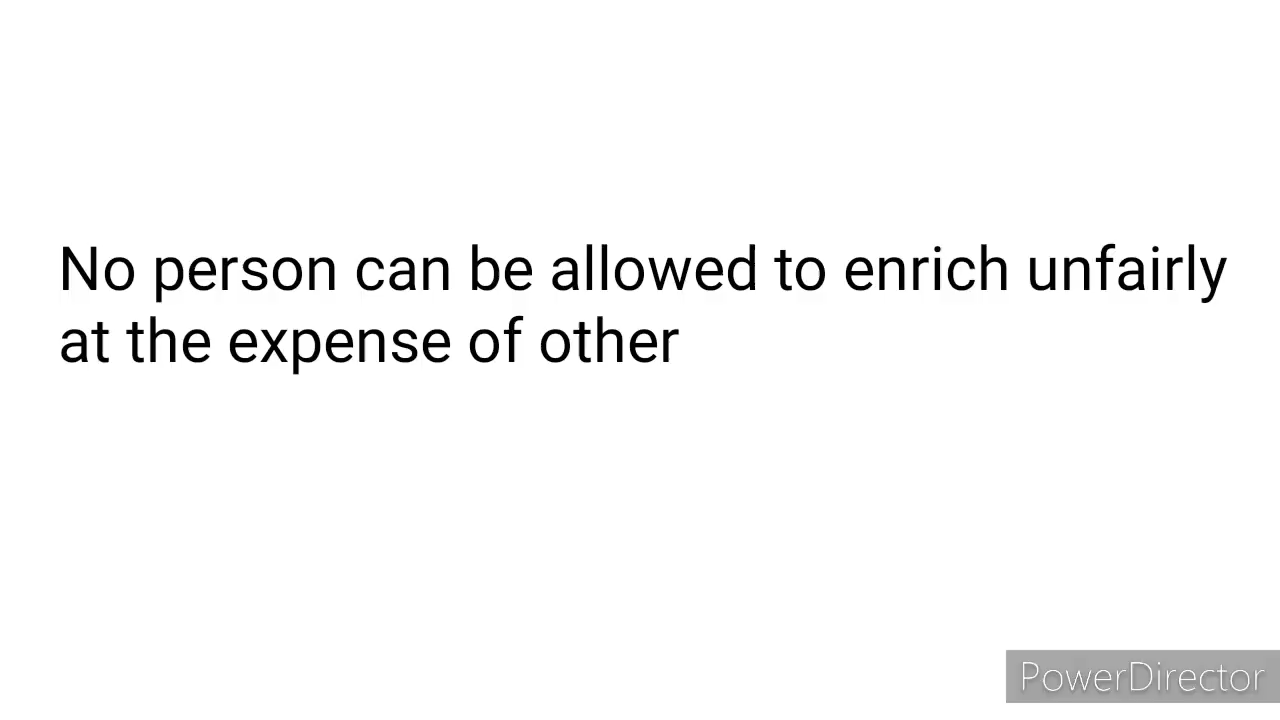 No person can be allowed to enrich unfairly
at the expense of other
PowerDirector